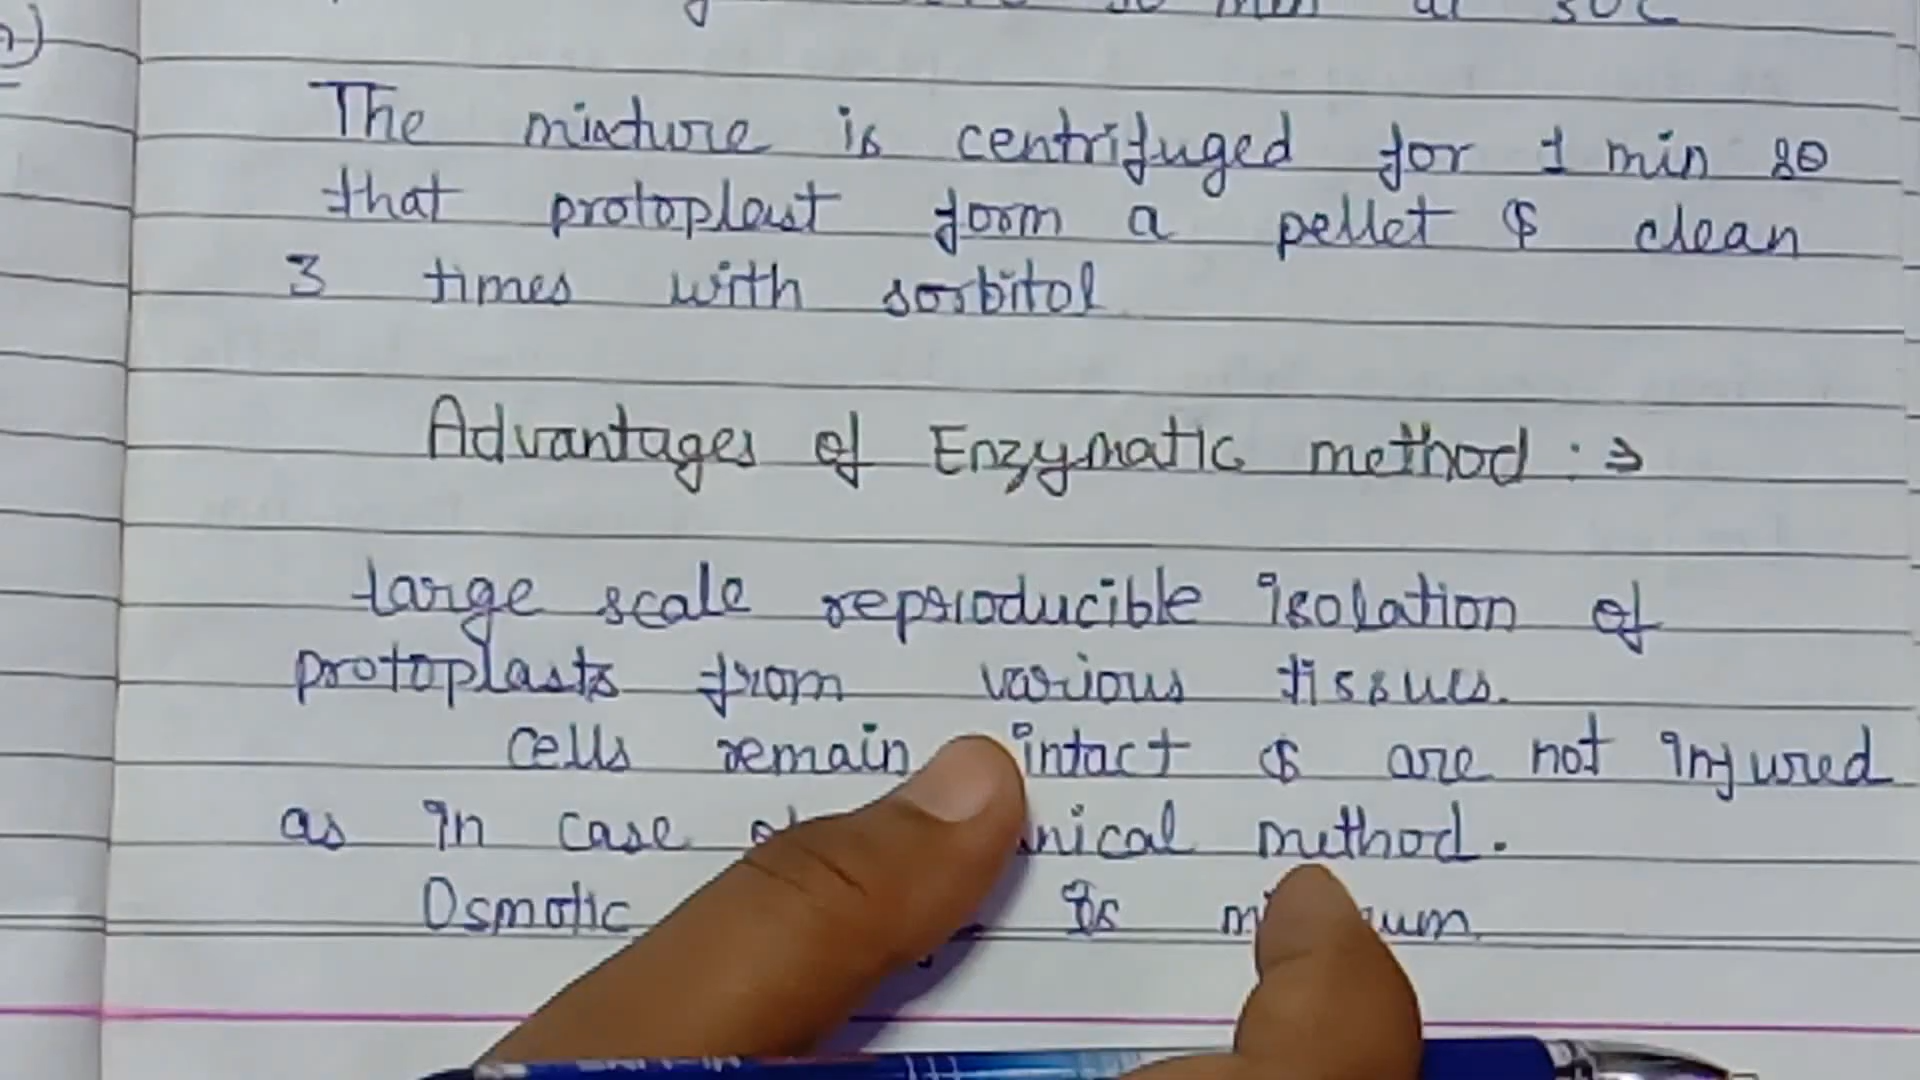 The mixture is centrifuged for 1 min so
that protoplast form a pellet & clean
3 times with sorbitol
Advantages of Enzymatic method :⇒
large scale reproducible isolation of
protoplasts from various tissues.
cells remain intact & are not injured
as in case method.
Osmotic is